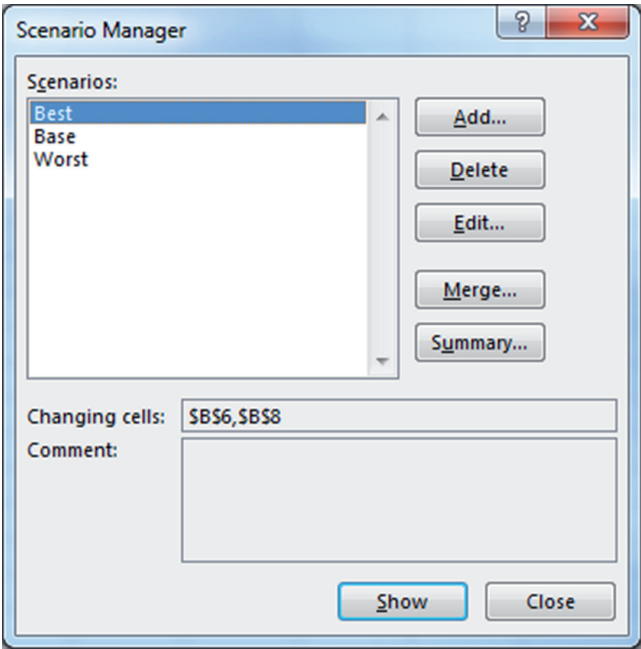 Scenario Manager
Scenarios:
Best
Base
Worst
Add...
Delete
Edit...
Merge...
Summary...
Changing cells: $B$6,$B$8
Comment:
Show Close